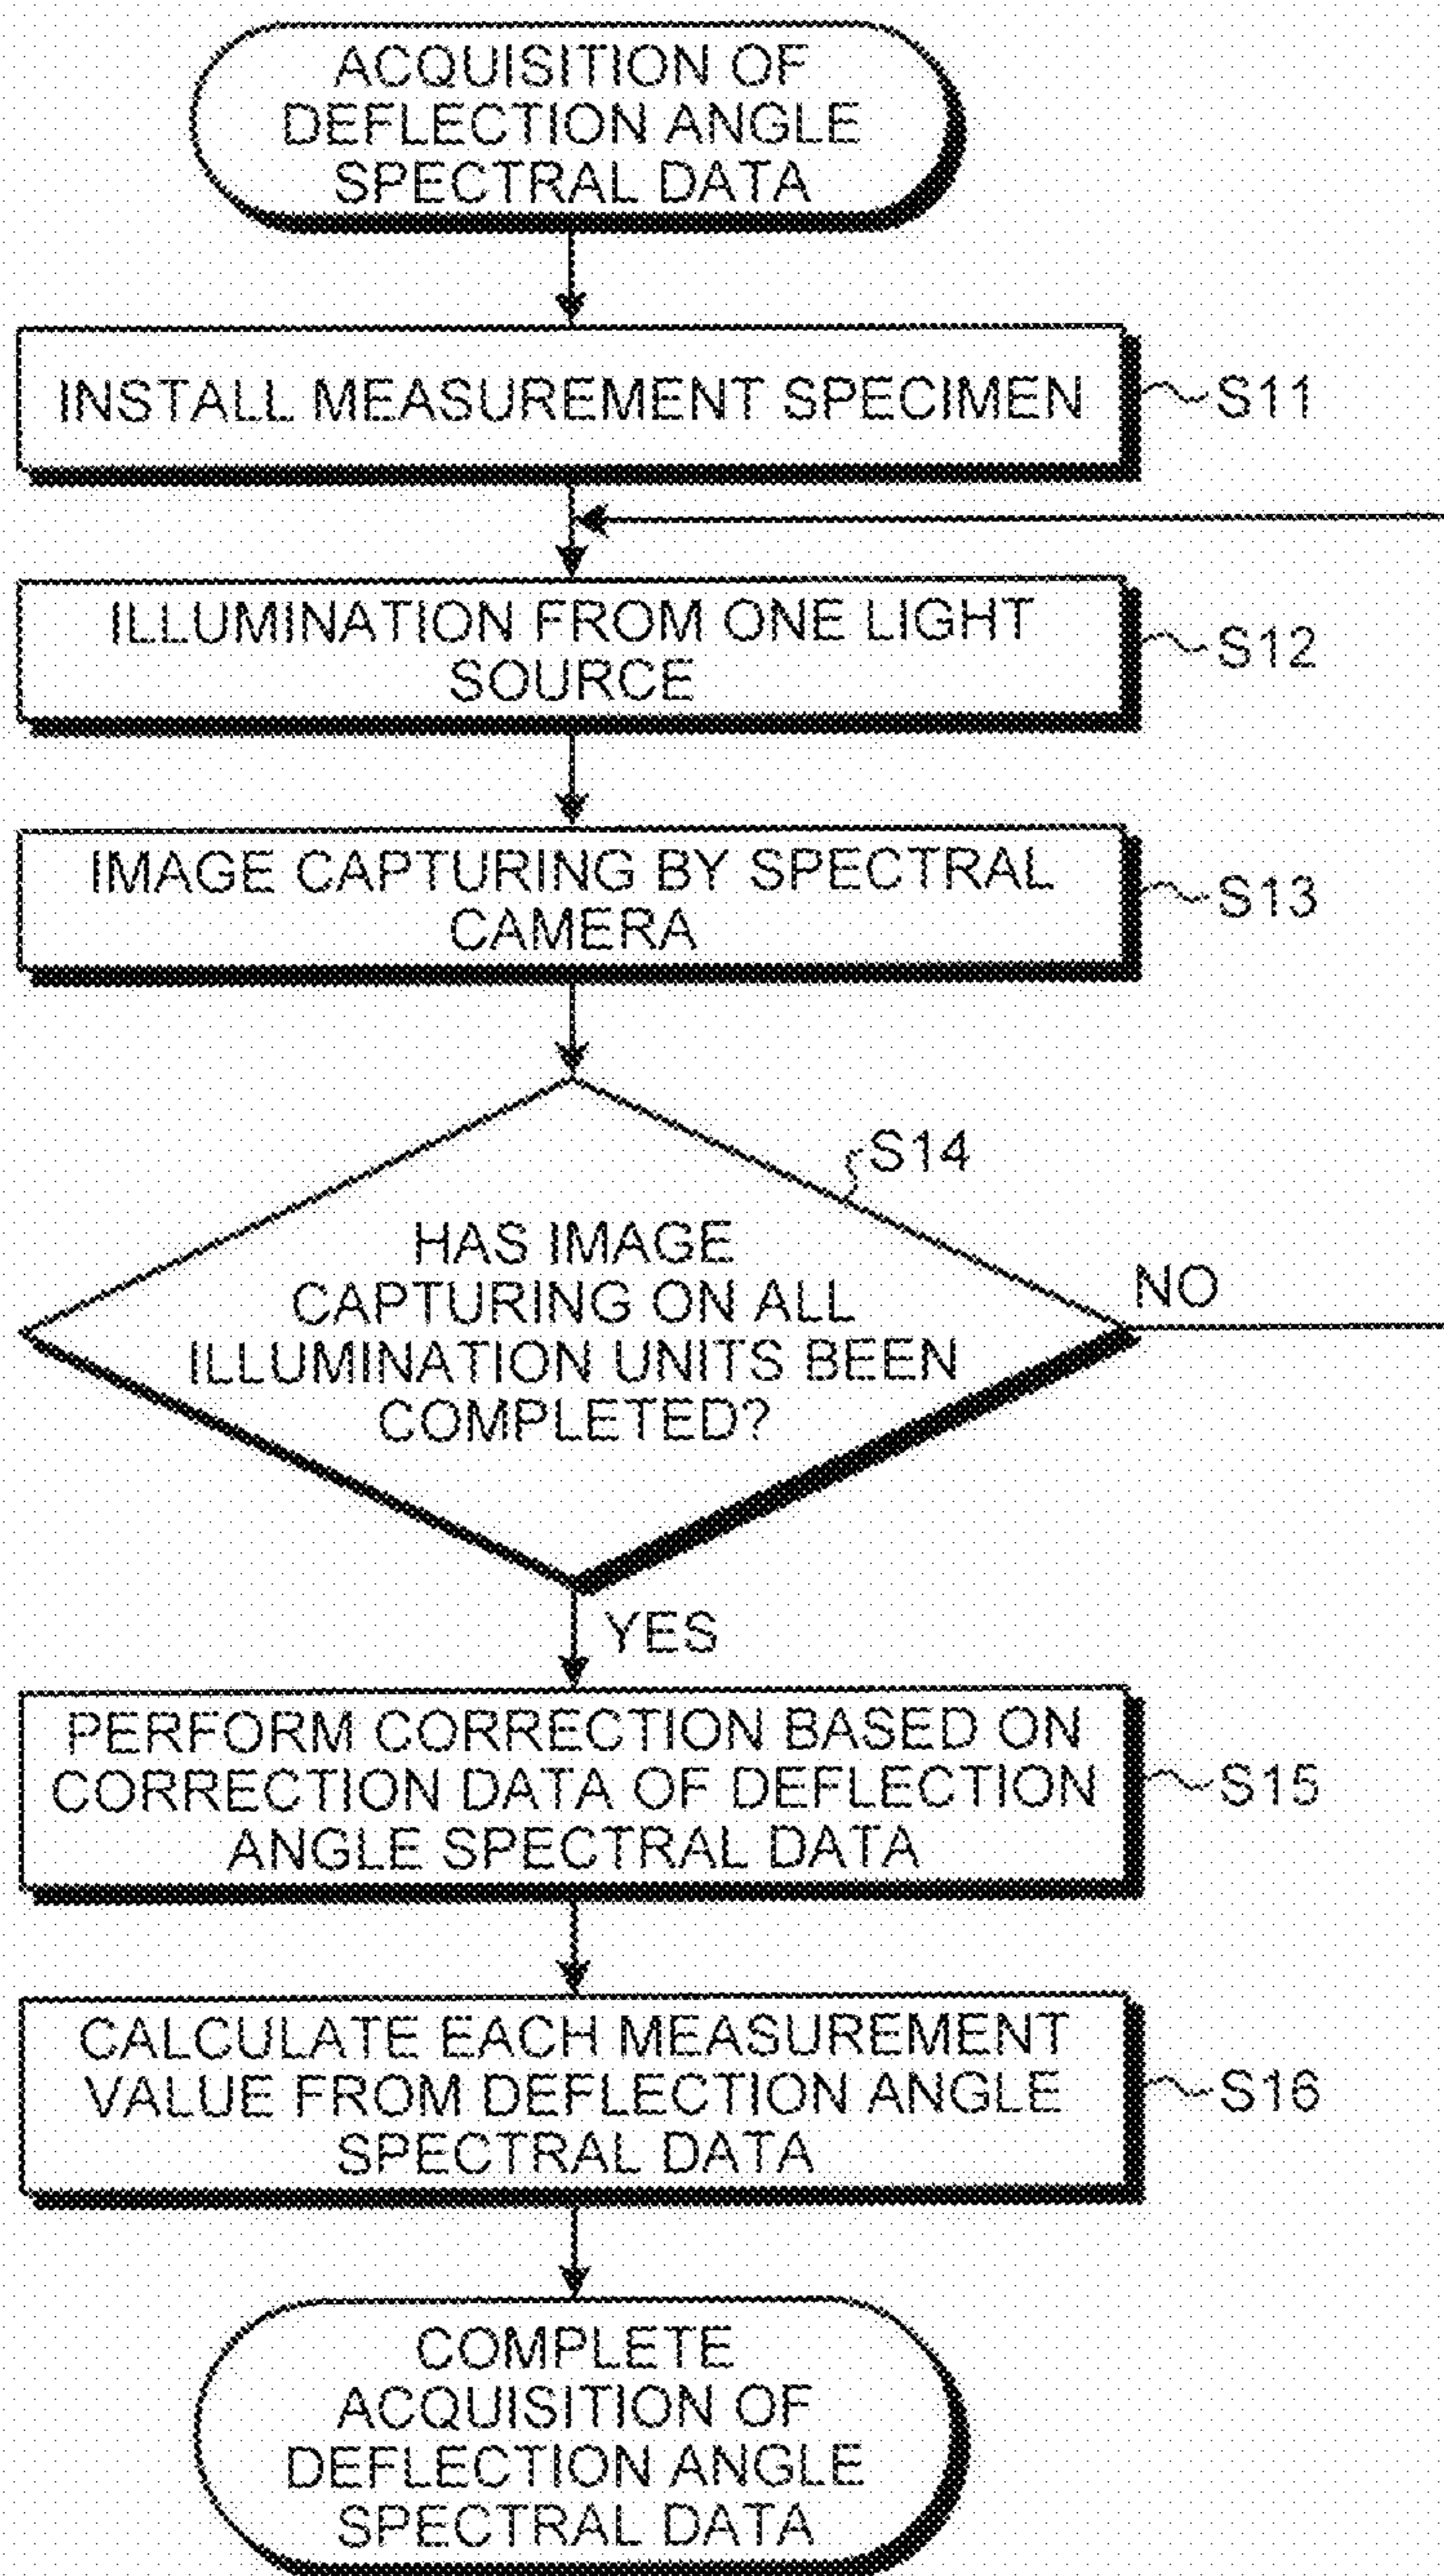 ACQUISITION OF
DEFLECTION ANGLE
SPECTRAL DATA
INSTALL MEASUREMENT SPECIMEN
S11
ILLUMINATION FROM ONE LIGHT
SOURCE
S12
IMAGE CAPTURING BY SPECTRAL
CAMERA
S13
S14
HAS IMAGE
CAPTURING ON ALL
ILLUMINATION UNITS BEEN
COMPLETED?
NO
YES
PERFORM CORRECTION BASED ON
CORRECTION DATA OF DEFLECTION
ANGLE SPECTRAL DATA
S15
CALCULATE EACH MEASUREMENT
VALUE FROM DEFLECTION ANGLE
SPECTRAL DATA
S16
COMPLETE
ACQUISITION OF
DEFLECTION ANGLE
SPECTRAL DATA